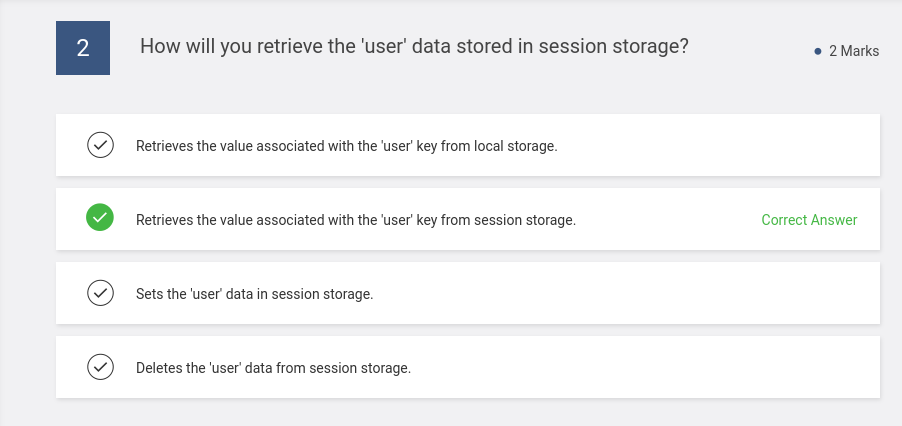 2
How will you retrieve the 'user' data stored in session storage?
2 Marks
Retrieves the value associated with the 'user' key from local storage.
Retrieves the value associated with the 'user' key from session storage.
Correct Answer
Sets the 'user' data in session storage.
Deletes the 'user' data from session storage.